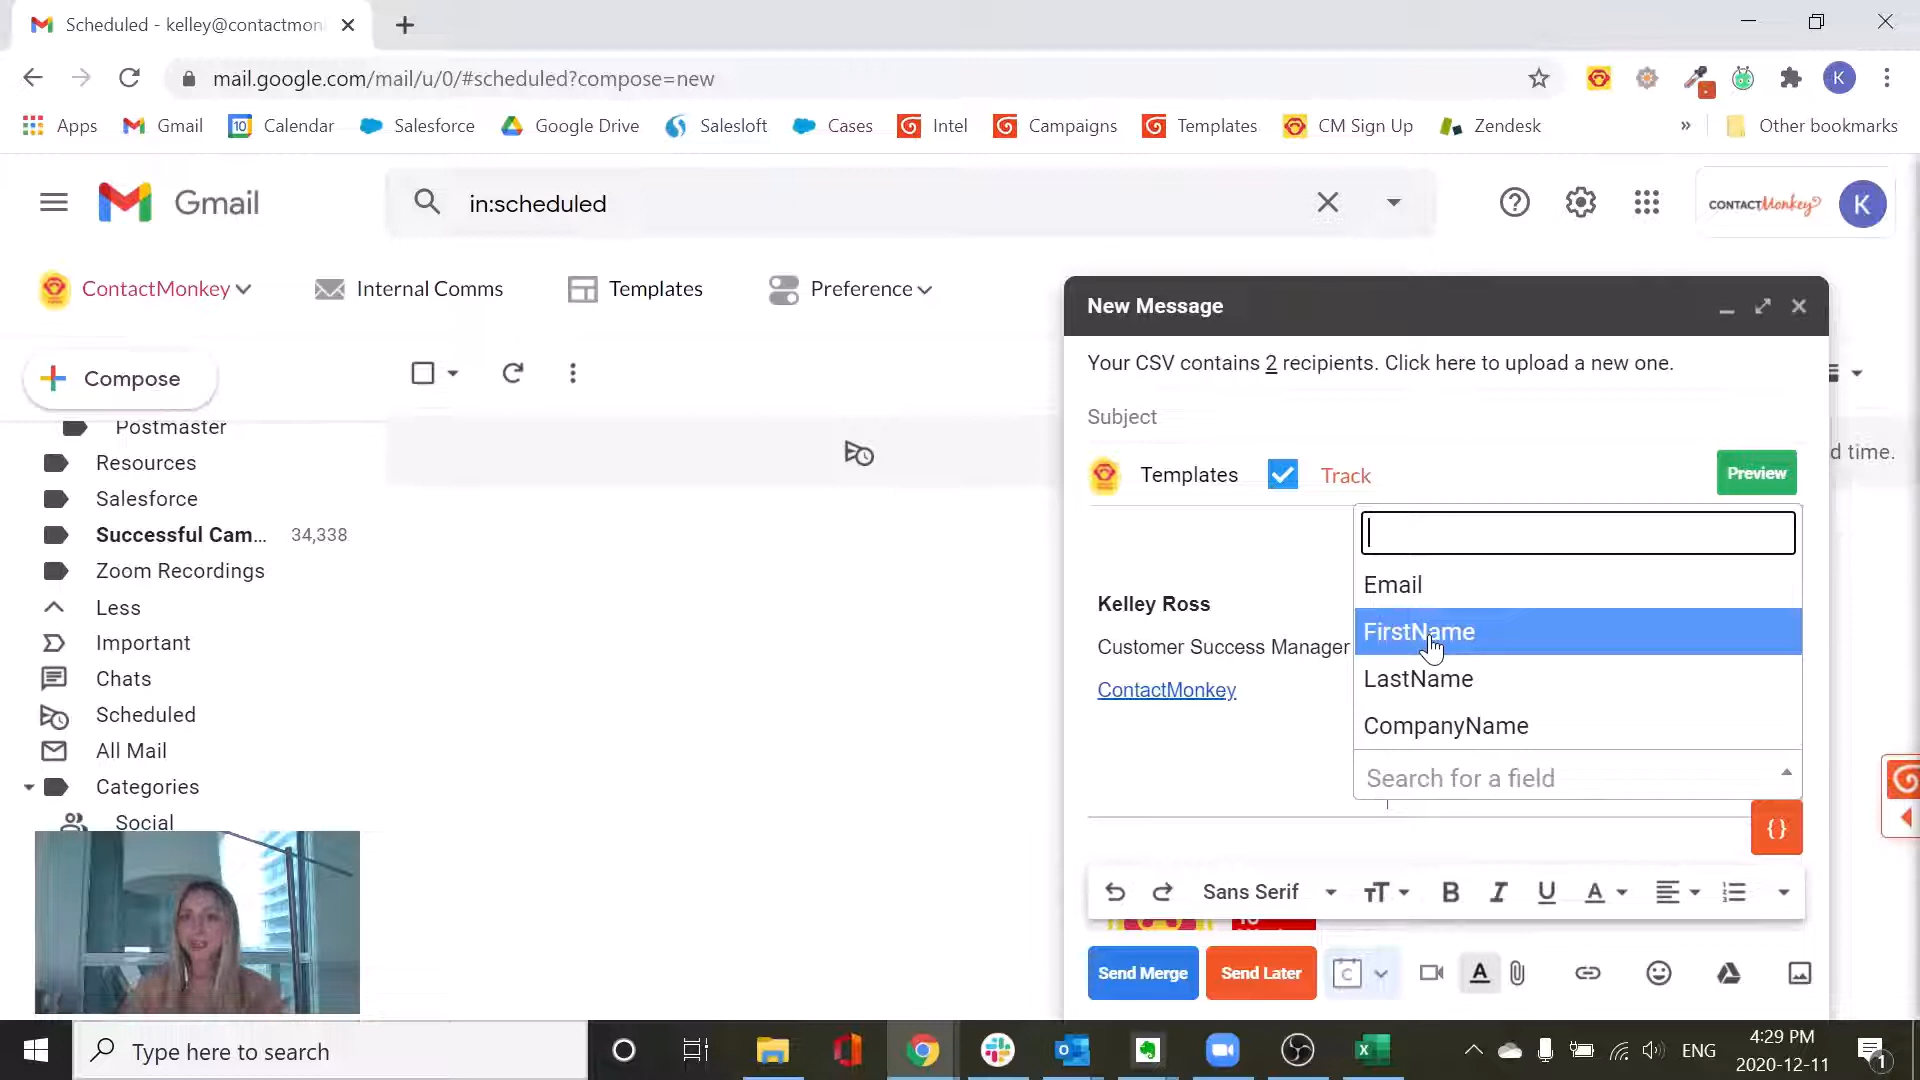 Scheduled - kelley@contactmon
mail.google.com/mail/u/0/#scheduled?compose=new
K
Apps
Gmail
10
Calendar
Salesforce
Google Drive
Salesloft
Cases
Intel
Campaigns
Templates
CM Sign Up
Zendesk
»
Other bookmarks
Gmail
in:scheduled
CONTACTMonkey
K
ContactMonkey
Internal Comms
Templates
Preference
Compose
Postmaster
Resources
Salesforce
Successful Cam... 34,338
Zoom Recordings
Less
Important
Chats
Scheduled
All Mail
Categories
Social
d time.
New Message
Your CSV contains 2 recipients. Click here to upload a new one.
Subject
Templates
Track
Preview
Email
FirstName
LastName
CompanyName
Search for a field
Kelley Ross
Customer Success Manager
ContactMonkey
{}
Sans Serif
Send Merge
Send Later
Type here to search
ENG
4:29 PM
2020-12-11
1